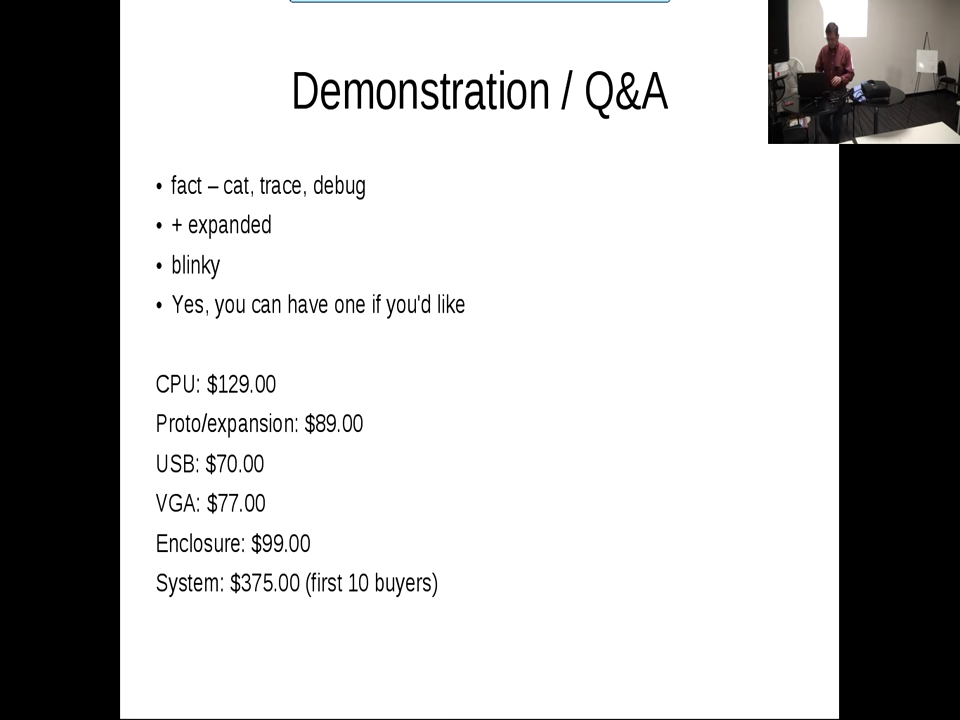 Demonstration / Q&A
• fact – cat, trace, debug
• + expanded
• blinky
• Yes, you can have one if you'd like
CPU: $129.00
Proto/expansion: $89.00
USB: $70.00
VGA: $77.00
Enclosure: $99.00
System: $375.00 (first 10 buyers)